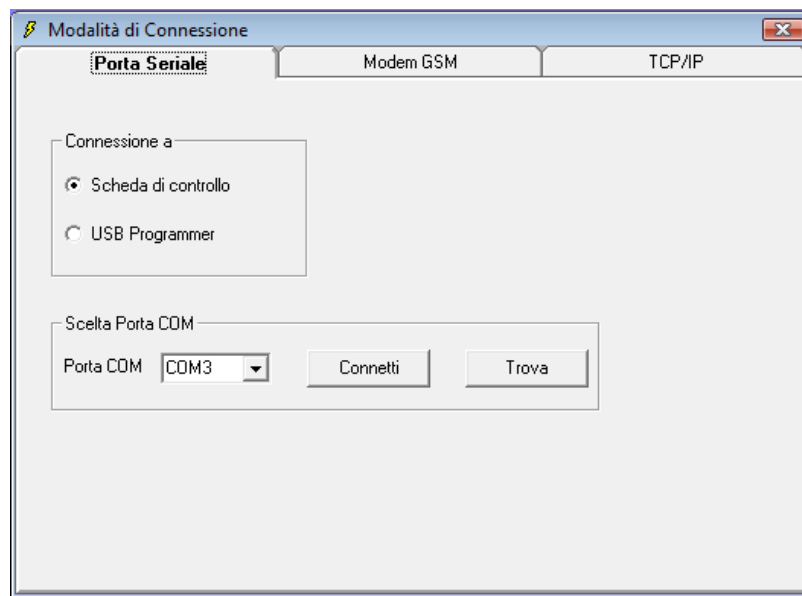 Modalità di Connessione
Porta Seriale Modem GSM TCP/IP
Connessione a
Scheda di controllo
USB Programmer
Scelta Porta COM
Porta COM COM3 Connetti Trova